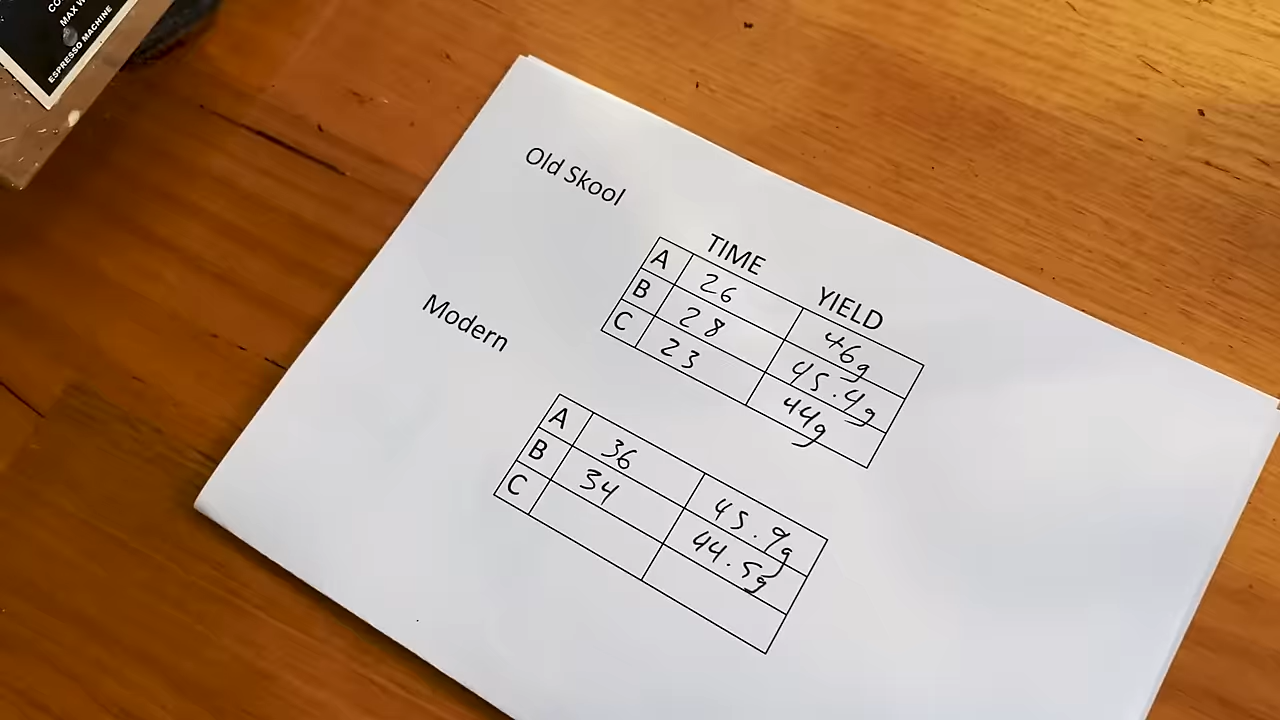 MAX
ESPRESSO MACHINE
Old Skool
TIME YIELD
A 26 46g
B 28 45.4g
C 23 44g
Modern
A 36 45.9g
B 34 44.5g
C